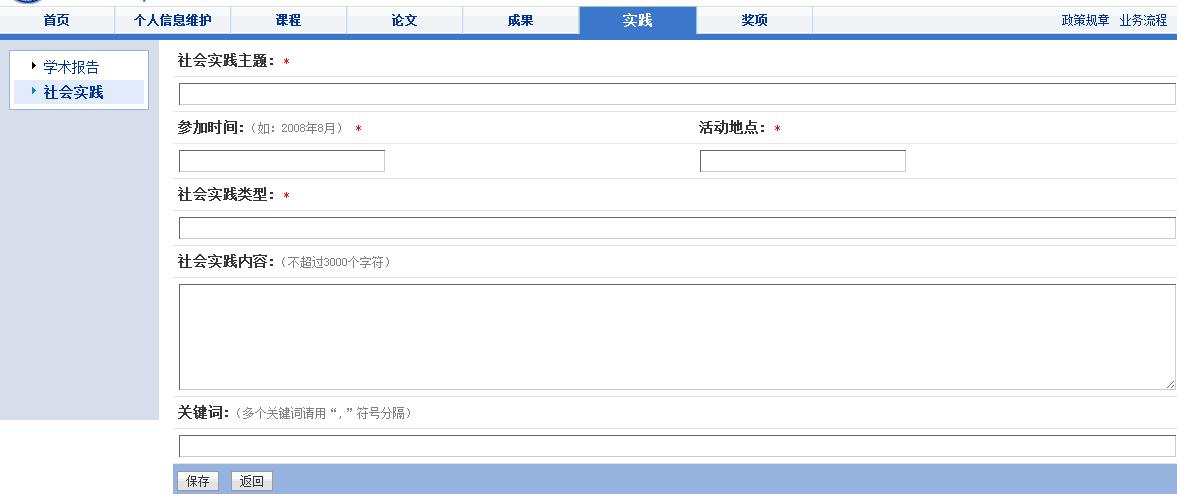 首页 个人信息维护 课程 论文 成果 实践 奖项 政策规章 业务流程
学术报告
社会实践
社会实践主题： *
参加时间：（如：2008年8月） * 活动地点： *
社会实践类型： *
社会实践内容：（不超过3000个字符）
关键词：（多个关键词请用“，”符号分隔）
保存 返回